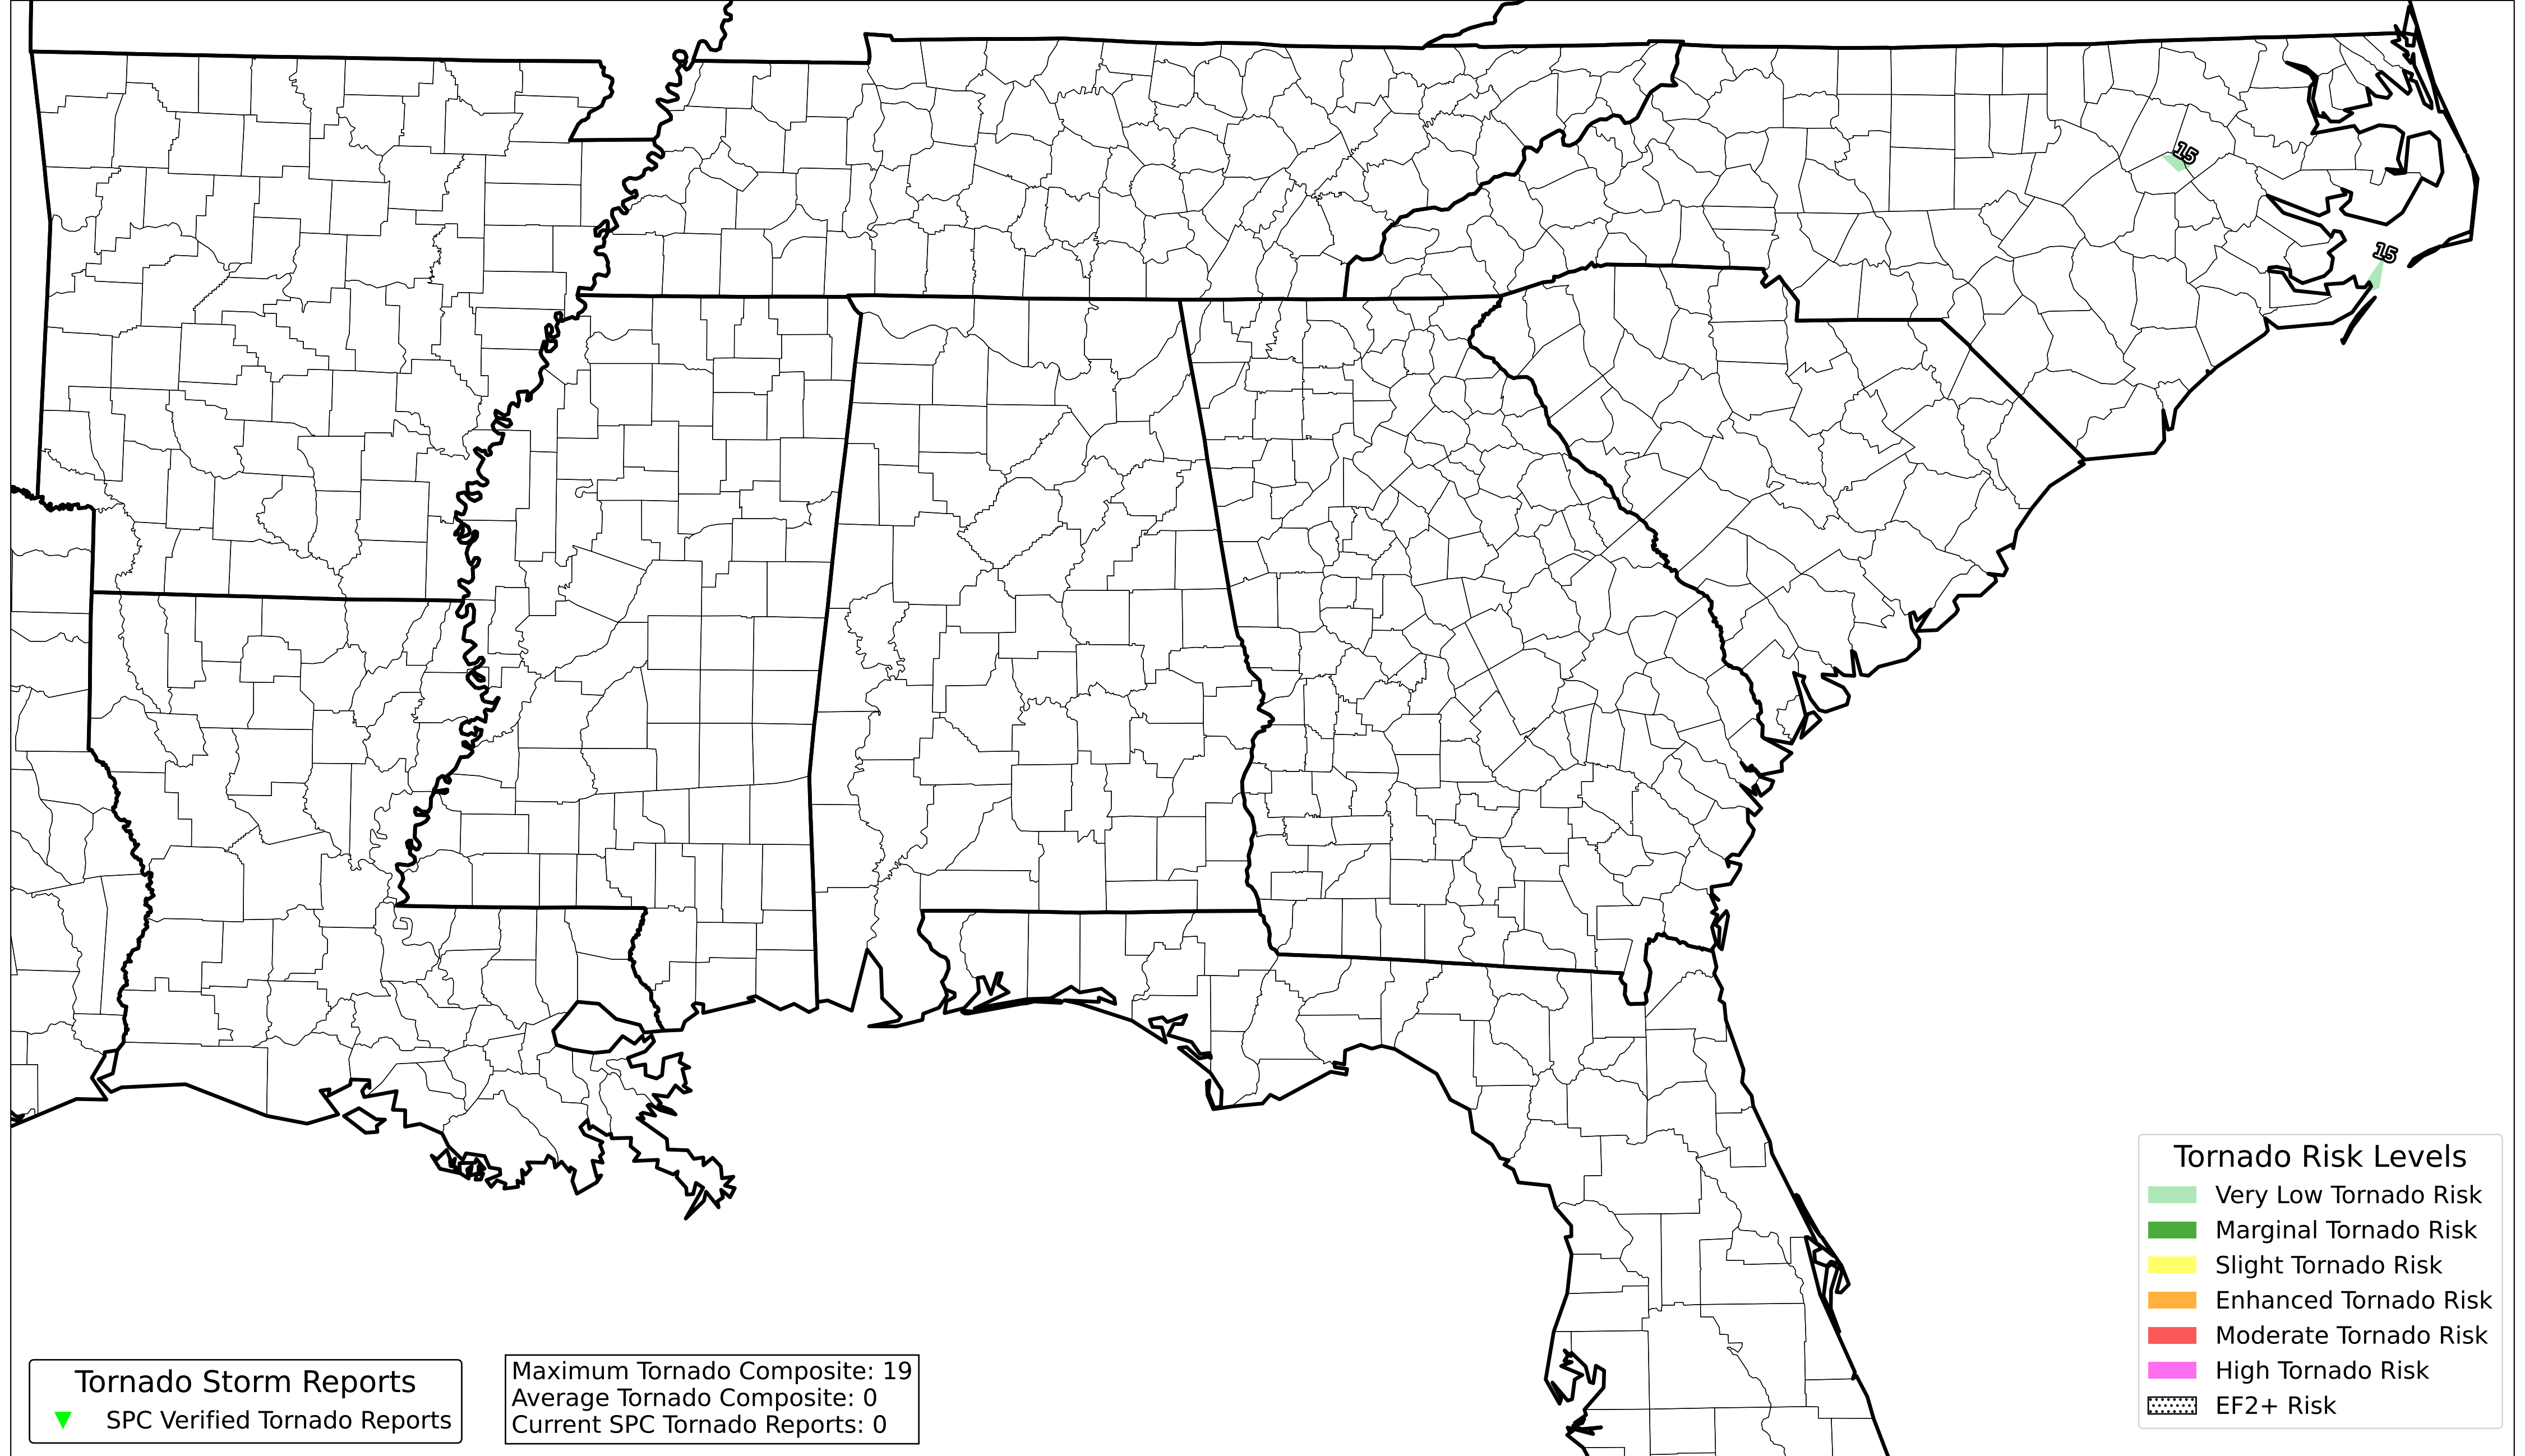 15
15
Tornado Risk Levels
Very Low Tornado Risk
Marginal Tornado Risk
Slight Tornado Risk
Enhanced Tornado Risk
Moderate Tornado Risk
High Tornado Risk
EF2+ Risk
Tornado Storm Reports
SPC Verified Tornado Reports
Maximum Tornado Composite: 19
Average Tornado Composite: 0
Current SPC Tornado Reports: 0